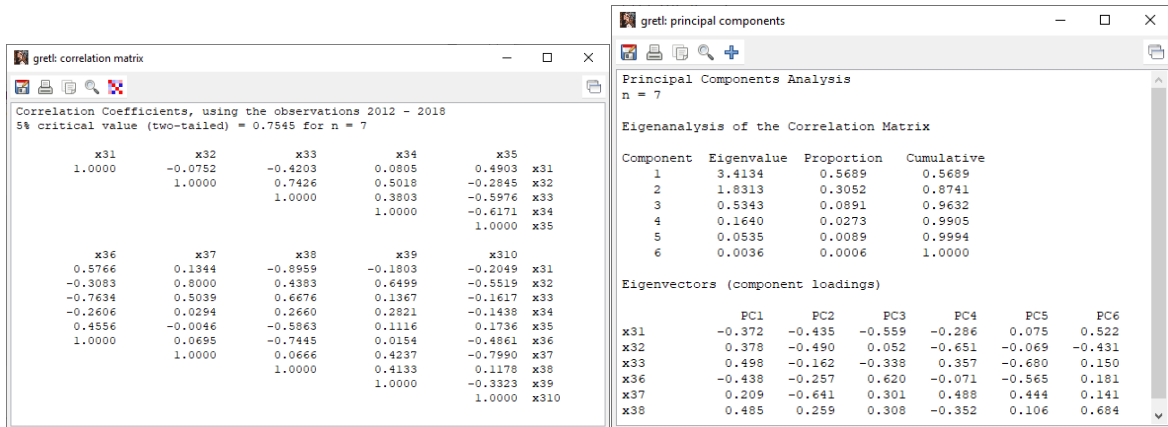 gretl: correlation matrix
Correlation Coefficients, using the observations 2012 - 2018
5% critical value (two-tailed) = 0.7545 for n = 7
x31 x32 x33 x34 x35
1.0000 -0.0752 -0.4203 0.0805 0.4903 x31
1.0000 0.7426 0.5018 -0.2845 x32
1.0000 0.3803 -0.5976 x33
1.0000 -0.6171 x34
1.0000 x35
x36 x37 x38 x39 x310
0.5766 0.1344 -0.8959 -0.1803 -0.2049 x31
-0.3083 0.8000 0.4383 0.6499 -0.5519 x32
-0.7634 0.5039 0.6676 0.1367 -0.1617 x33
-0.2606 0.0294 0.2660 0.2821 -0.1438 x34
0.4556 -0.0046 -0.5863 0.1116 0.1736 x35
1.0000 0.0695 -0.7445 0.0154 -0.4861 x36
1.0000 0.0666 0.4237 -0.7990 x37
1.0000 0.4133 0.1178 x38
1.0000 -0.3323 x39
1.0000 x310
gretl: principal components
Principal Components Analysis
n = 7
Eigenanalysis of the Correlation Matrix
Component Eigenvalue Proportion Cumulative
1 3.4134 0.5689 0.5689
2 1.8313 0.3052 0.8741
3 0.5343 0.0891 0.9632
4 0.1640 0.0273 0.9905
5 0.0535 0.0089 0.9994
6 0.0036 0.0006 1.0000
Eigenvectors (component loadings)
PC1 PC2 PC3 PC4 PC5 PC6
x31 -0.372 -0.435 -0.559 -0.286 0.075 0.522
x32 0.378 -0.490 0.052 -0.651 -0.069 -0.431
x33 0.498 -0.162 -0.338 0.357 -0.680 0.150
x36 -0.438 -0.257 0.620 -0.071 -0.565 0.181
x37 0.209 -0.641 0.301 0.488 0.444 0.141
x38 0.485 0.259 0.308 -0.352 0.106 0.684